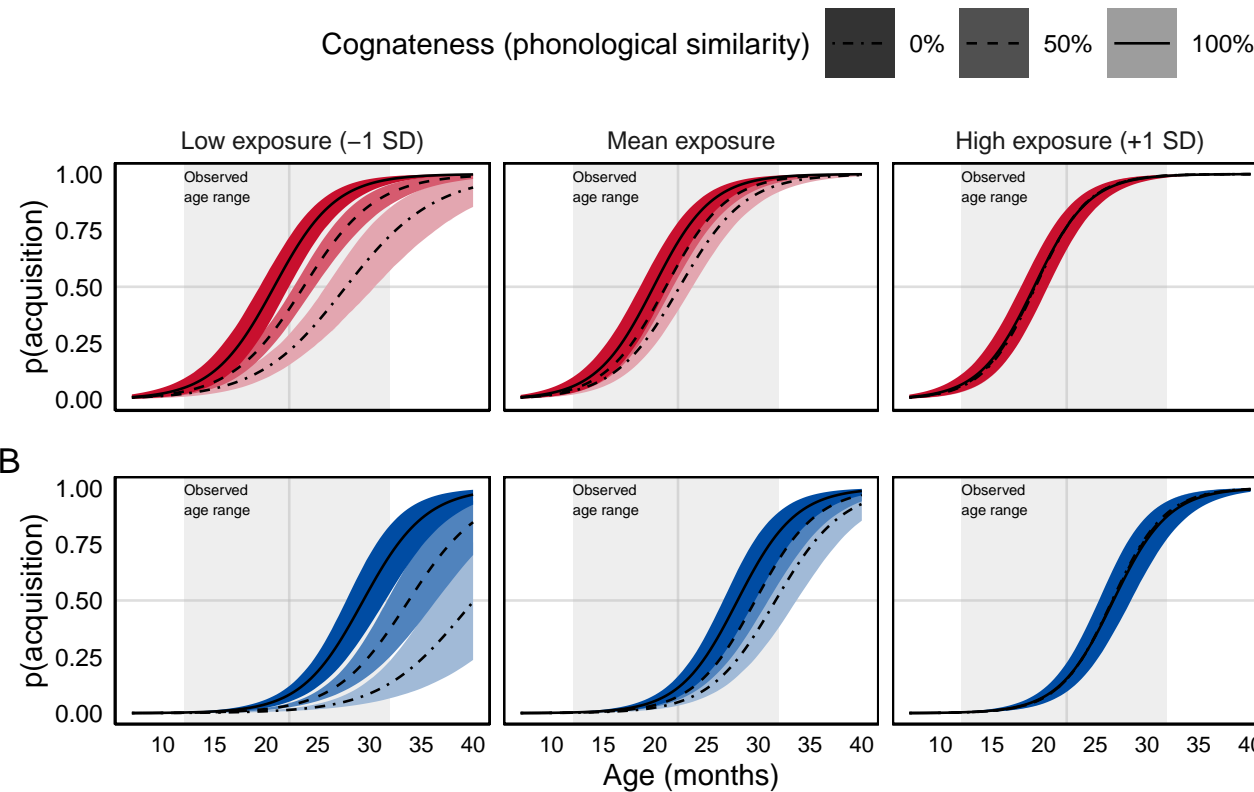 Cognateness (phonological similarity) 0% 50% 100%
Low exposure (−1 SD) Mean exposure High exposure (+1 SD)
p(acquisition)
1.00
0.75
0.50
0.25
0.00
Observed
age range
Observed
age range
Observed
age range
B
p(acquisition)
1.00
0.75
0.50
0.25
0.00
Observed
age range
Observed
age range
Observed
age range
10 15 20 25 30 35 40 10 15 20 25 30 35 40 10 15 20 25 30 35 40
Age (months)